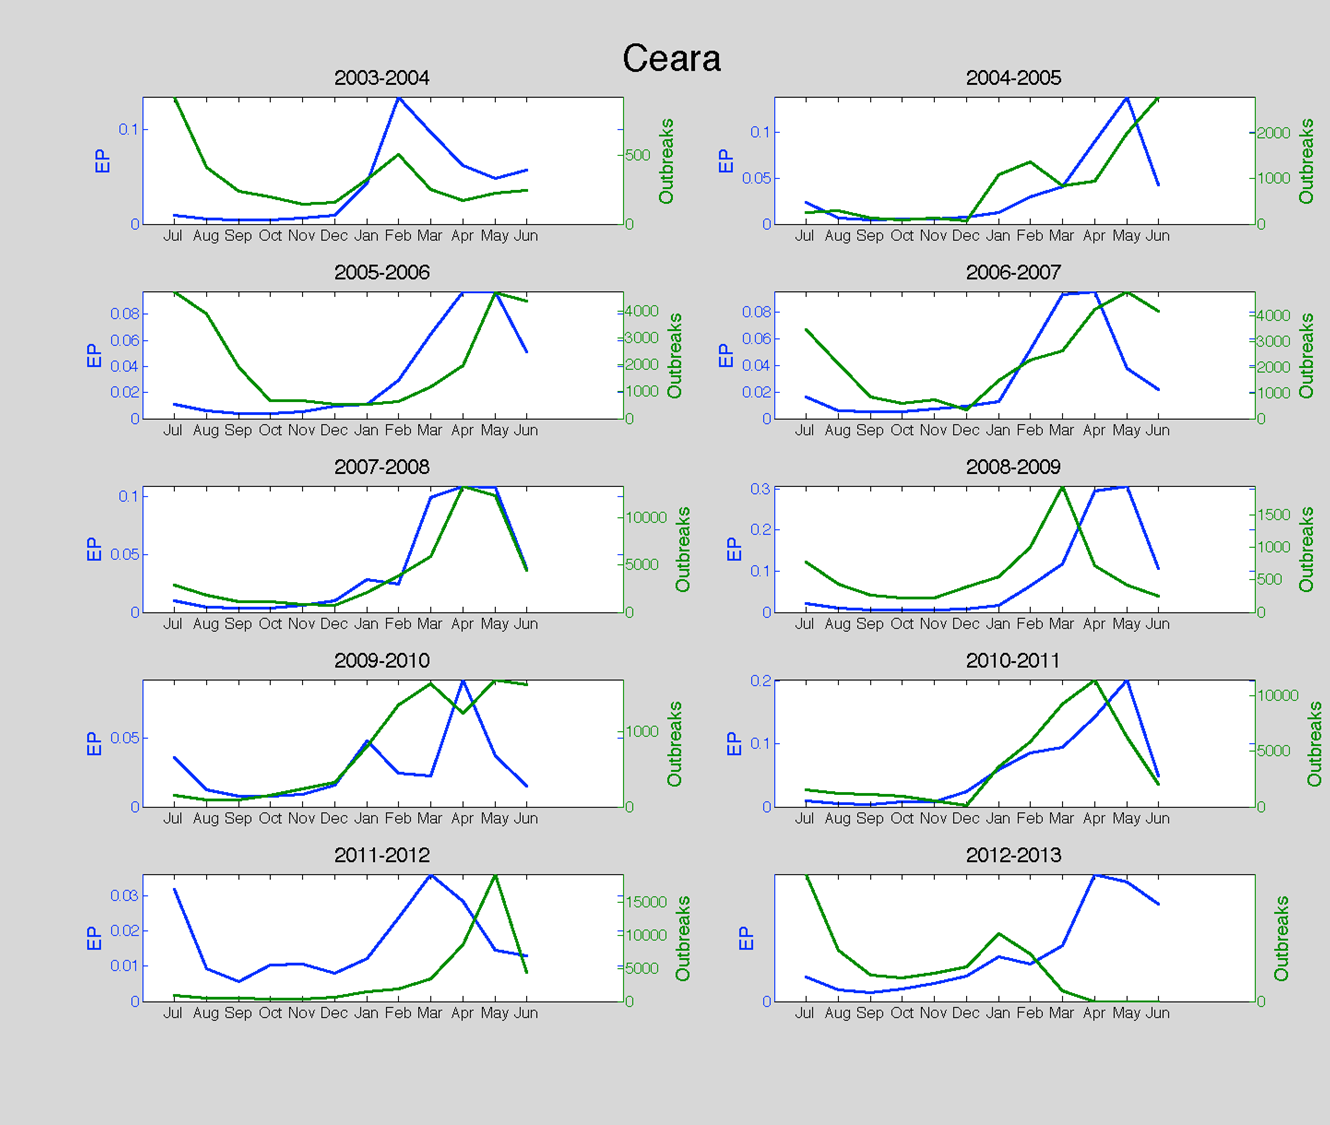 Ceara
2003-2004
0.1
0
EP
500
0
Outbreaks
Jul Aug Sep Oct Nov Dec Jan Feb Mar Apr May Jun
2004-2005
0.1
0.05
0
EP
2000
1000
0
Outbreaks
Jul Aug Sep Oct Nov Dec Jan Feb Mar Apr May Jun
2005-2006
0.08
0.06
0.04
0.02
0
EP
4000
3000
2000
1000
0
Outbreaks
Jul Aug Sep Oct Nov Dec Jan Feb Mar Apr May Jun
2006-2007
0.08
0.06
0.04
0.02
0
EP
4000
3000
2000
1000
0
Outbreaks
Jul Aug Sep Oct Nov Dec Jan Feb Mar Apr May Jun
2007-2008
0.1
0.05
0
EP
10000
5000
0
Outbreaks
Jul Aug Sep Oct Nov Dec Jan Feb Mar Apr May Jun
2008-2009
0.3
0.2
0.1
0
EP
1500
1000
500
0
Outbreaks
Jul Aug Sep Oct Nov Dec Jan Feb Mar Apr May Jun
2009-2010
0.05
0
EP
1000
0
Outbreaks
Jul Aug Sep Oct Nov Dec Jan Feb Mar Apr May Jun
2010-2011
0.2
0.1
0
EP
10000
5000
0
Outbreaks
Jul Aug Sep Oct Nov Dec Jan Feb Mar Apr May Jun
2011-2012
0.03
0.02
0.01
0
EP
15000
10000
5000
0
Outbreaks
Jul Aug Sep Oct Nov Dec Jan Feb Mar Apr May Jun
2012-2013
0
EP
0
Outbreaks
Jul Aug Sep Oct Nov Dec Jan Feb Mar Apr May Jun